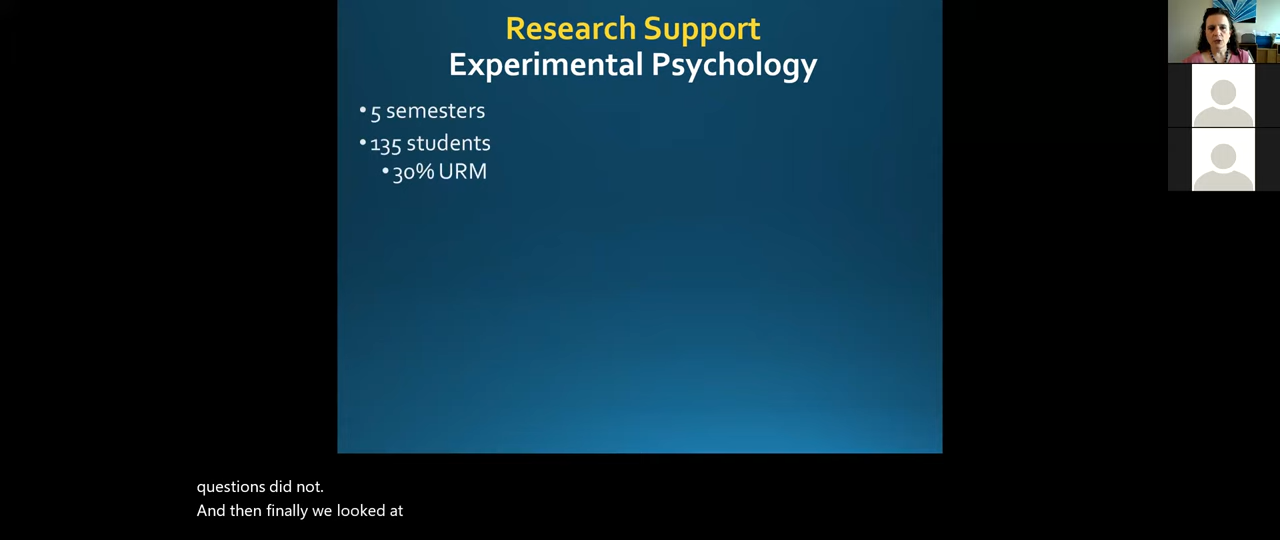 Research Support
Experimental Psychology
• 5 semesters
• 135 students
• 30% URM
questions did not.
And then finally we looked at